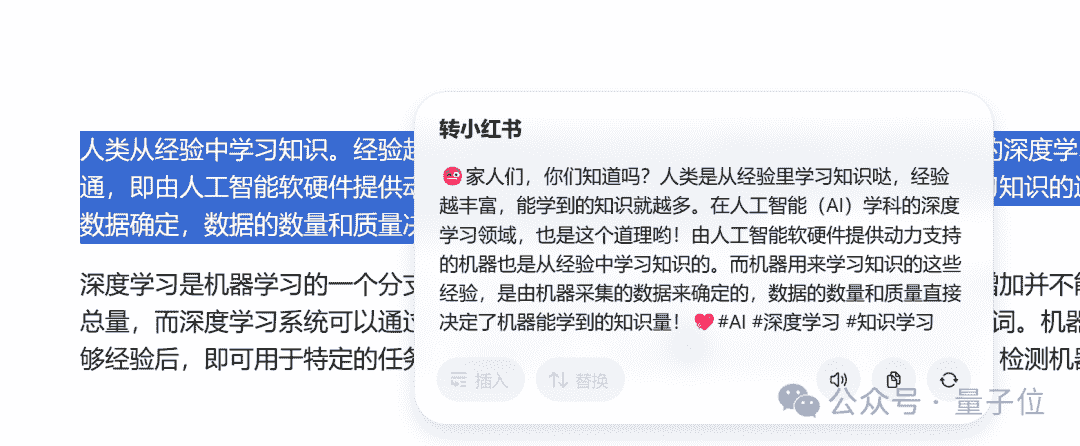 人类从经验中学习知识。经验越
的深度学
通，即由人工智能软硬件提供动
习知识的过
数据确定，数据的数量和质量决
深度学习是机器学习的一个分支
增加并不能
总量，而深度学习系统可以通过
词。机器
够经验后，即可用于特定的任务
检测机器
转小红书
家人们，你们知道吗？人类是从经验里学习知识哒，经验
越丰富，能学到的知识就越多。在人工智能（AI）学科的深度
学习领域，也是这个道理哟！由人工智能软硬件提供动力支持
的机器也是从经验中学习知识的。而机器用来学习知识的这些
经验，是由机器采集的数据来确定的，数据的数量和质量直接
决定了机器能学到的知识量！❤️#AI #深度学习 #知识学习
插入
替换
公众号 · 量子位